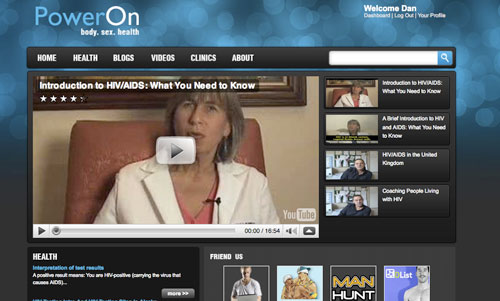 PowerOn
body. sex. health
Welcome Dan
Dashboard | Log Out | Your Profile
HOME HEALTH BLOGS VIDEOS CLINICS ABOUT
Introduction to HIV/AIDS: What You Need to Know
YouTube
00:00 / 16:54
Introduction to HIV/AIDS: What You Need to Know
A Brief Introduction to HIV and AIDS: What You Need to Know
HIV/AIDS in the United Kingdom
Coaching People Living with HIV
HEALTH
Interpretation of test results
A positive result means: You are HIV-positive (carrying the virus
that causes AIDS)...
more >>
FRIEND US
MAN
HUNT
DList